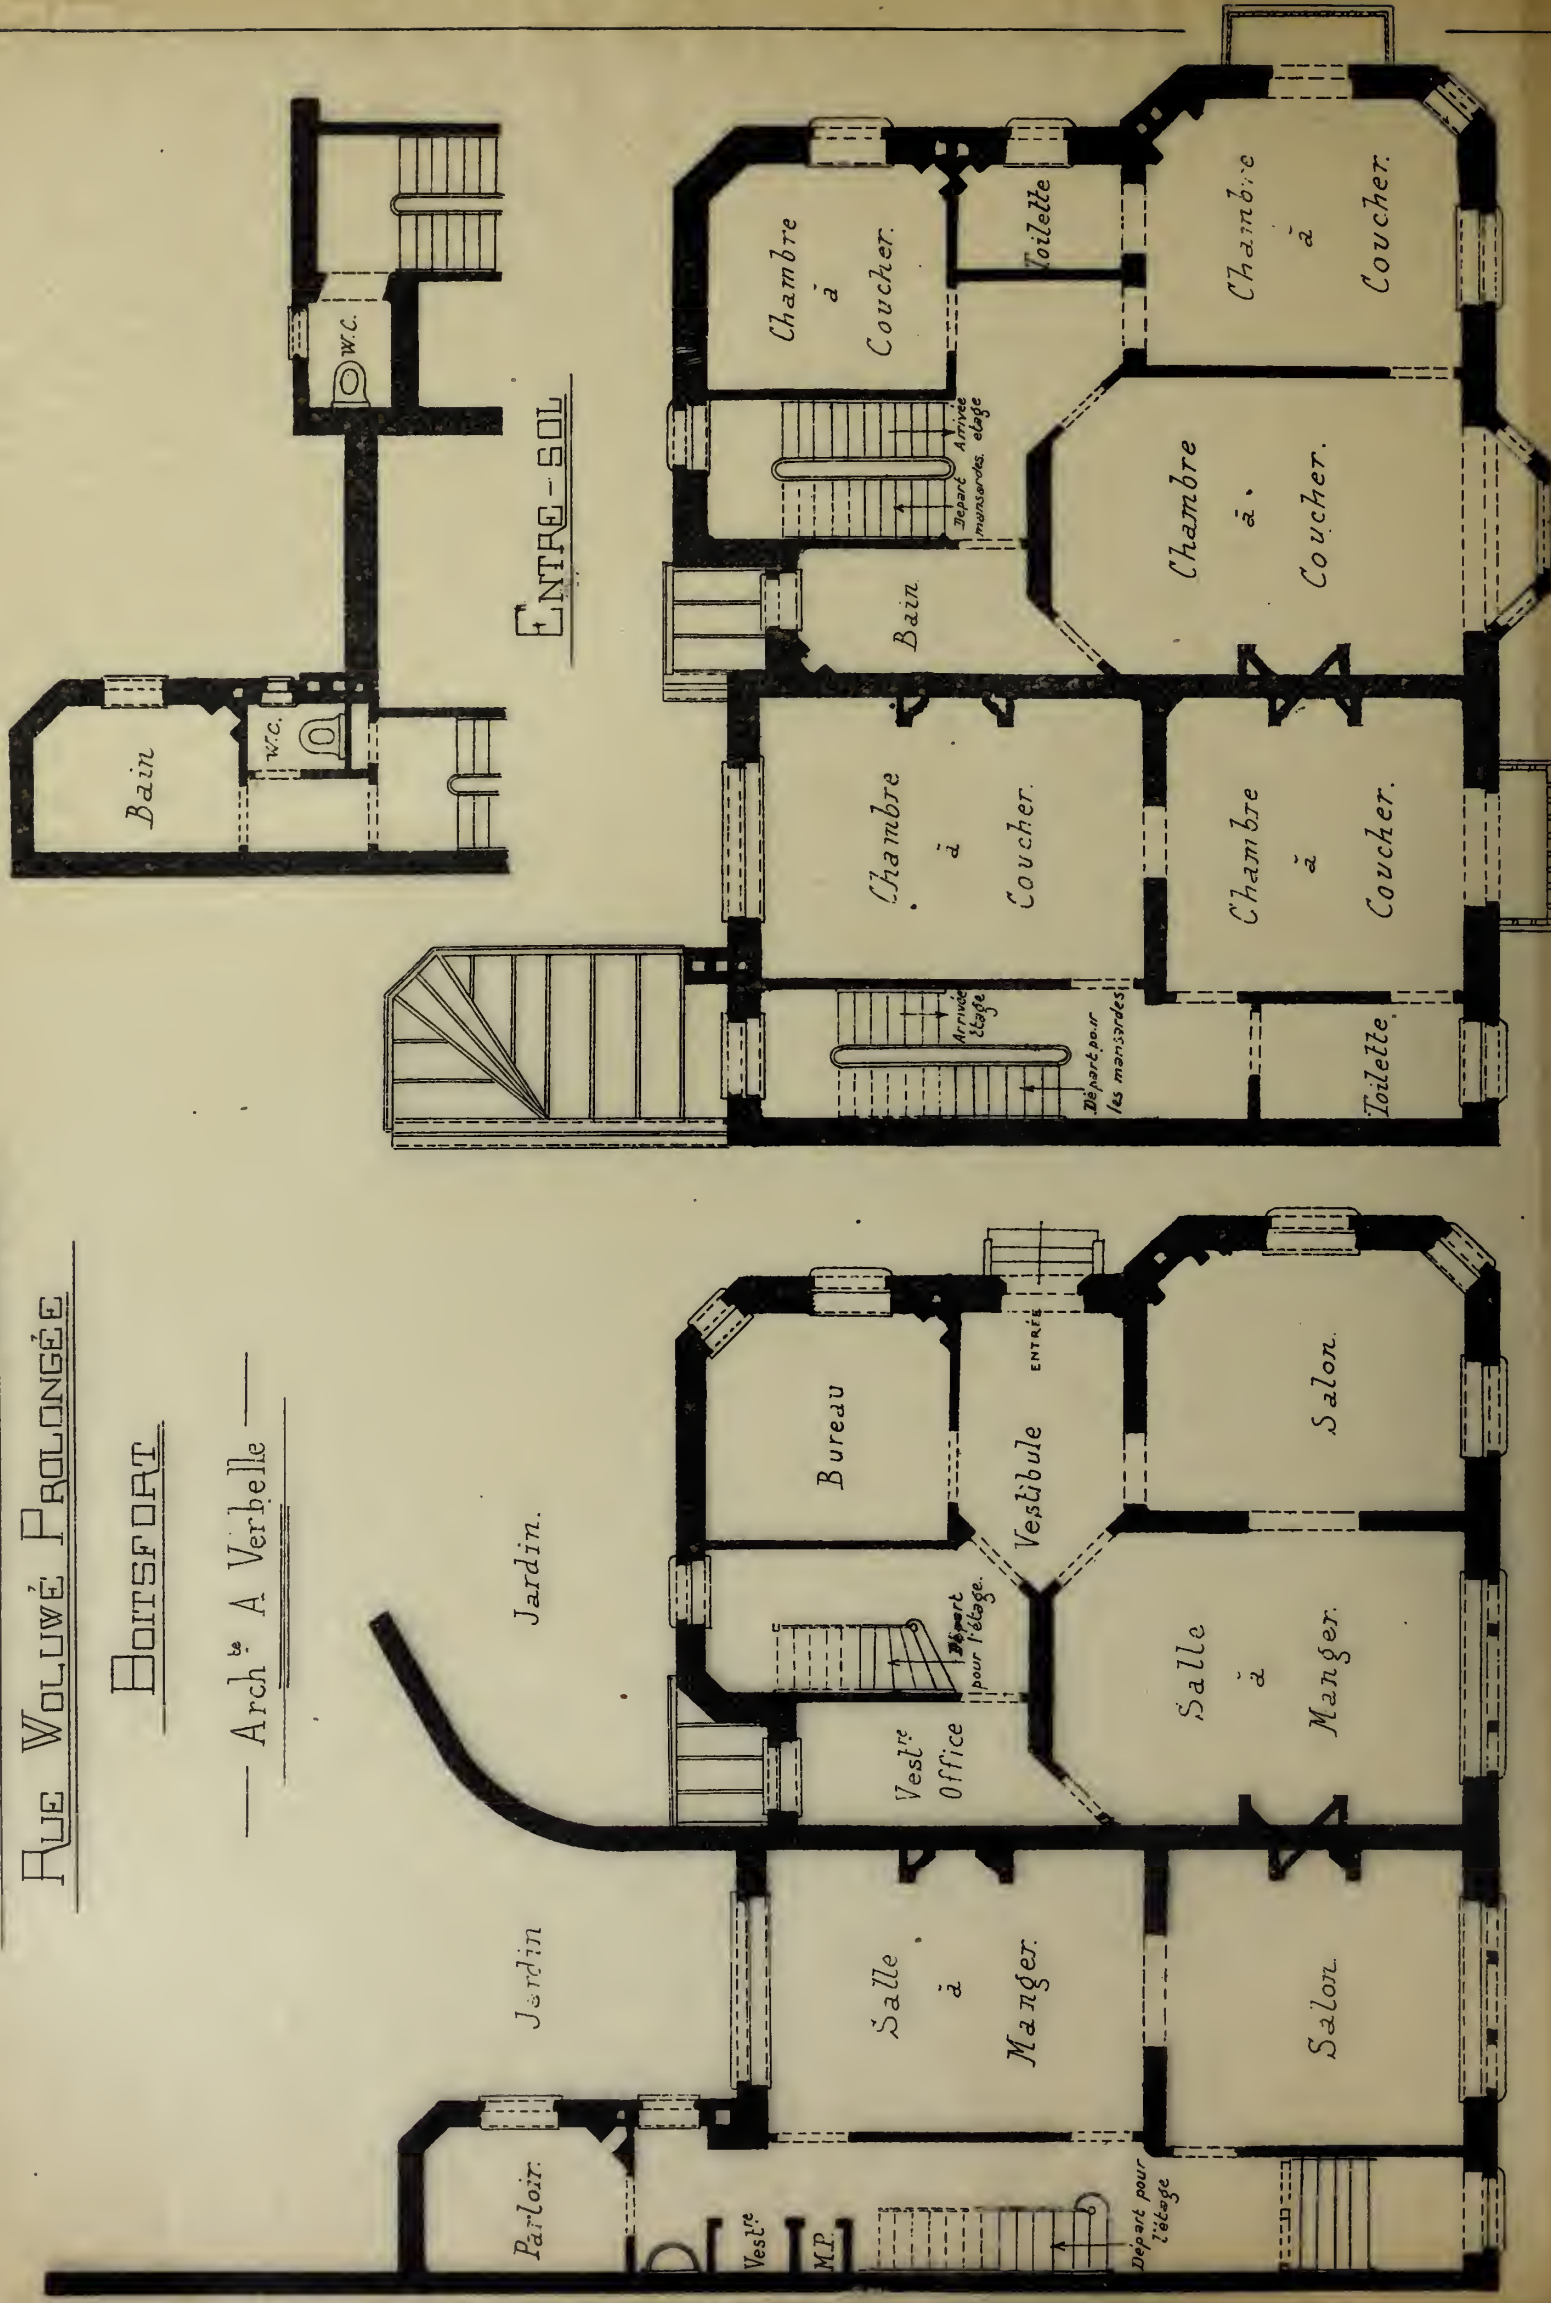 RUE WOLUWÉ PROLONGÉE
BOITSFORT
Arch.te A Verhelle
Jardin
Jardin.
Parloir.
Vest.re
M.P.
Départ pour
l'étage
Salle
à
Manger.
Salon.
Vest.re
Office
Départ
pour l'étage.
Bureau
Vestibule
ENTRÉE
Salle
à
Manger.
Salon.
ENTRE-SOL
Bain
W.C.
W.C.
Arrivée
étage
Départ pour
les mansardes
Toilette.
Chambre
à
Coucher.
Chambre
à
Coucher.
Bain
Départ
mansardes.
Arrivée
etage
Chambre
à
Coucher.
Toilette
Chambre
à
Coucher.
Chambre
à
Coucher.